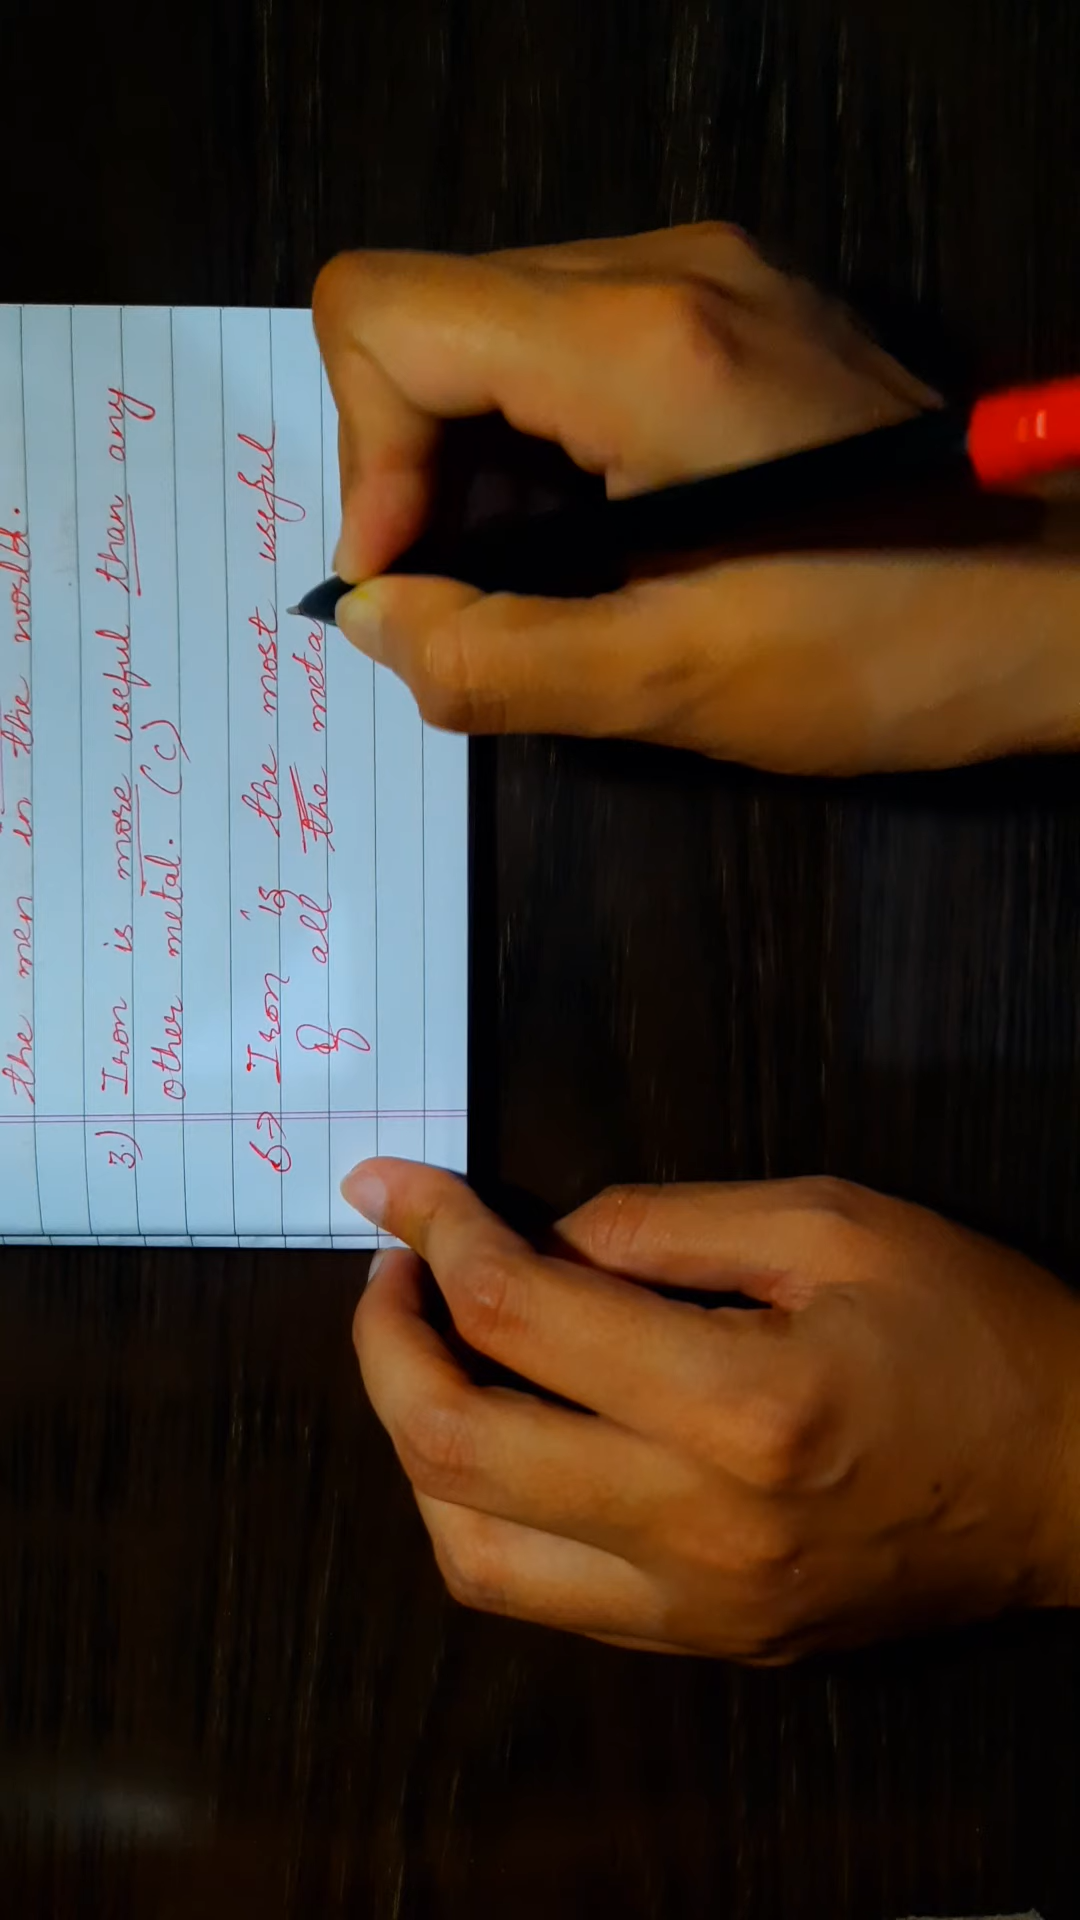 the men in the world.
3.) Iron is more useful than any
other metal. (c)
S→ Iron is the most useful
of all the meta